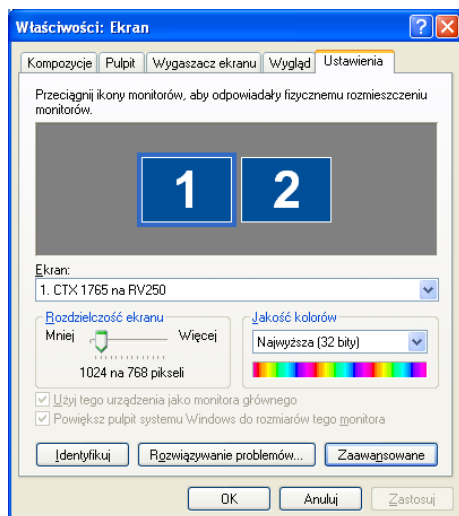 Właściwości: Ekran
Kompozycje Pulpit Wygaszacz ekranu Wygląd Ustawienia
Przeciągnij ikony monitorów, aby odpowiadały fizycznemu rozmieszczeniu
monitorów.
1 2
Ekran:
1. CTX 1765 na RV250
Rozdzielczość ekranu Jakość kolorów
Mniej Więcej Najwyższa (32 bity)
1024 na 768 pikseli
Użyj tego urządzenia jako monitora głównego
Powiększ pulpit systemu Windows do rozmiarów tego monitora
Identyfikuj Rozwiązywanie problemów... Zaawansowane
OK Anuluj Zastosuj